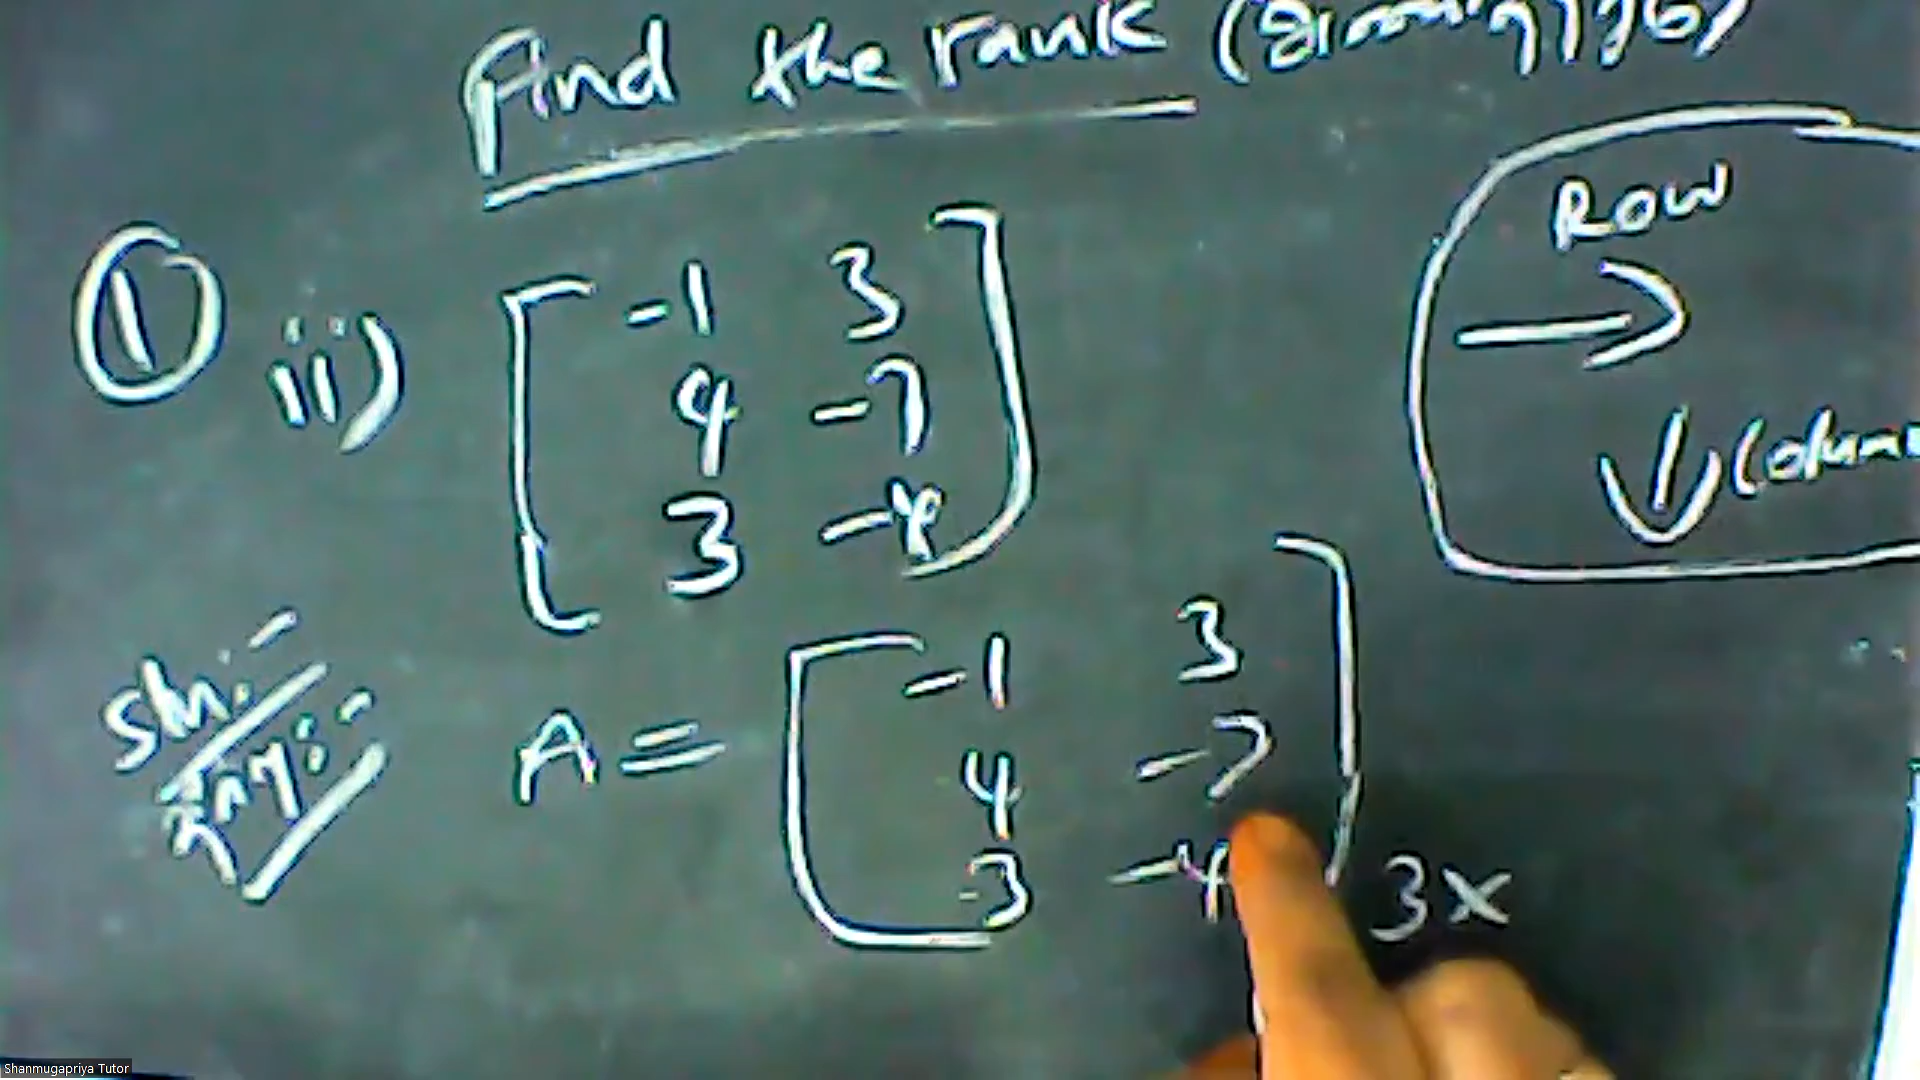 Find the rank
Row
→
↓ Column
① ii) [ -1 3
4 -7
3 -4 ]
Sln:-
A = [ -1 3
4 -7
3 -4 ] 3x
Shanmugapriya Tutor